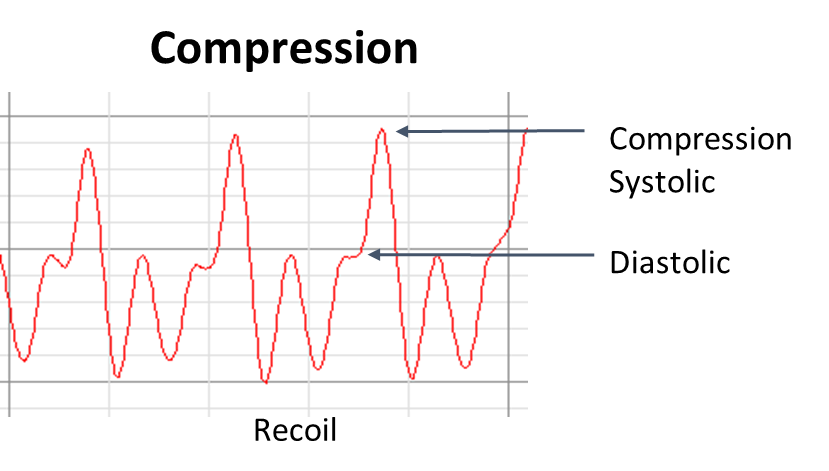 Compression
Compression
Systolic
Diastolic
Recoil